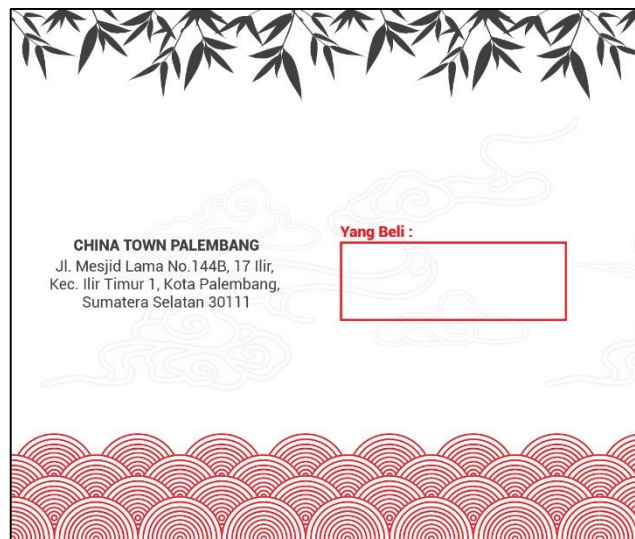 CHINA TOWN PALEMBANG
Jl. Mesjid Lama No.144B, 17 Ilir,
Kec. Ilir Timur 1, Kota Palembang,
Sumatera Selatan 30111
Yang Beli :